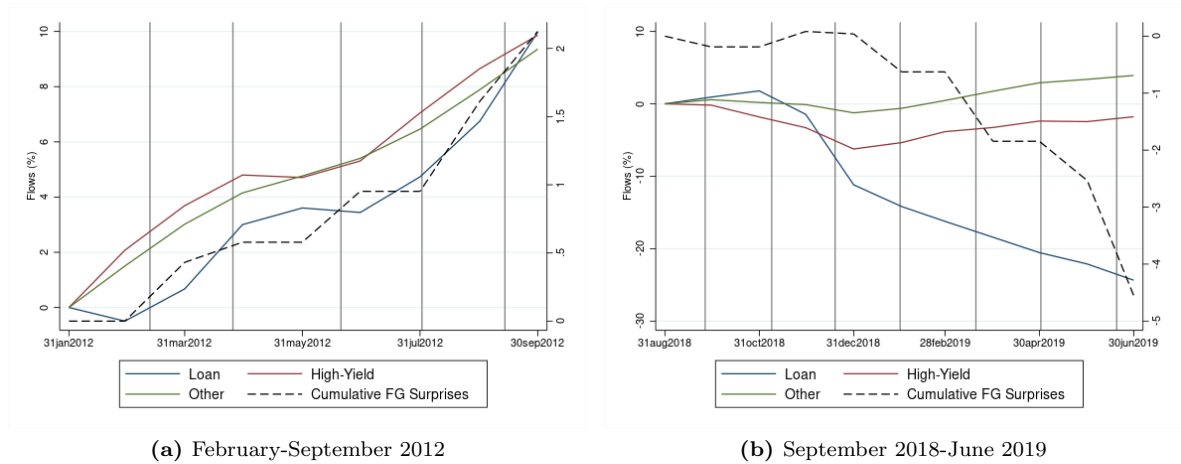 Flows (%)
10
8
6
4
2
0
2
1.5
1
.5
0
31jan2012 31mar2012 31may2012 31jul2012 30sep2012
Loan High-Yield
Other Cumulative FG Surprises
(a) February-September 2012
Flows (%)
10
0
-10
-20
-30
0
-1
-2
-3
-4
-5
31aug2018 31oct2018 31dec2018 28feb2019 30apr2019 30jun2019
Loan High-Yield
Other Cumulative FG Surprises
(b) September 2018-June 2019